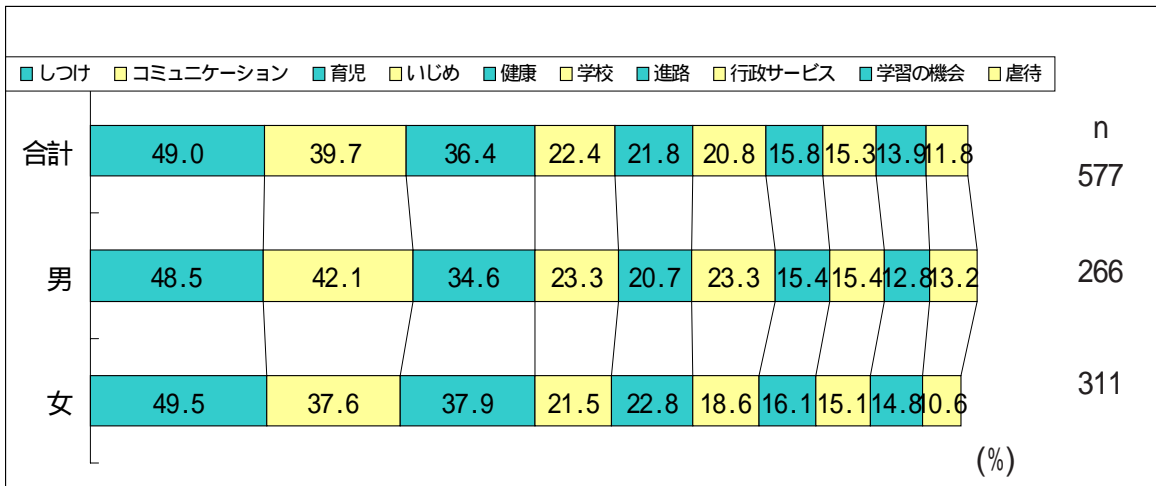 しつけ コミュニケーション 育児 いじめ 健康 学校 進路 行政サービス 学習の機会 虐待
n
合計 49.0 39.7 36.4 22.4 21.8 20.8 15.8 15.3 13.9 11.8 577
男 48.5 42.1 34.6 23.3 20.7 23.3 15.4 15.4 12.8 13.2 266
女 49.5 37.6 37.9 21.5 22.8 18.6 16.1 15.1 14.8 10.6 311
(%)